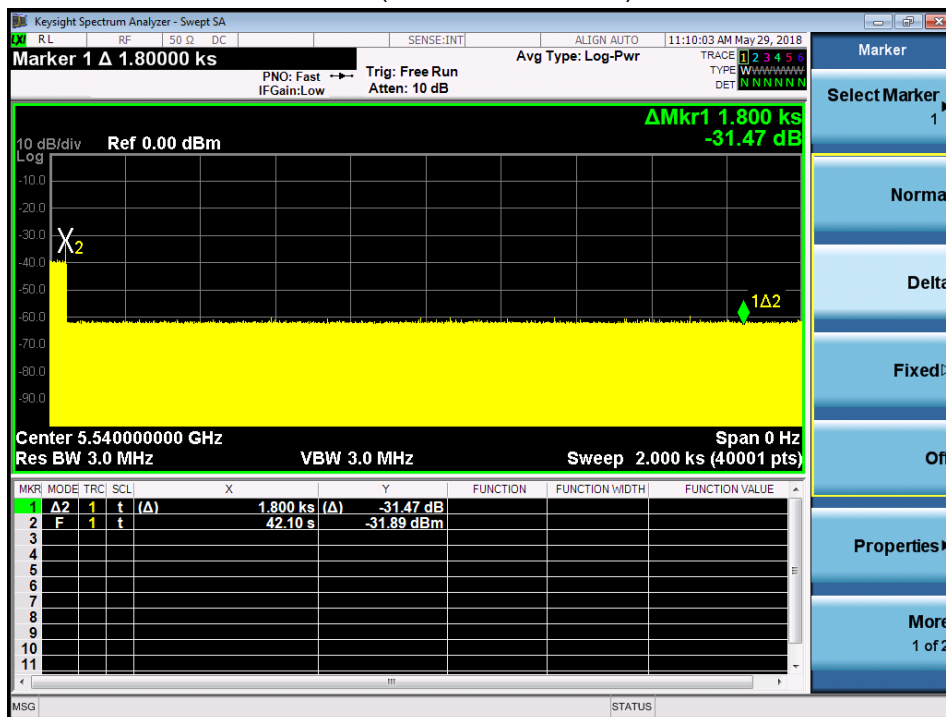 Keysight Spectrum Analyzer - Swept SA
LXI RL RF 50 Ω DC SENSE:INT ALIGN AUTO 11:10:03 AM May 29, 2018
Marker 1 Δ 1.80000 ks
PNO: Fast
IFGain:Low
Trig: Free Run
Atten: 10 dB
Avg Type: Log-Pwr
TRACE 1 2 3 4 5 6
TYPE WWWWWW
DET N N N N N N
ΔMkr1 1.800 ks
-31.47 dB
10 dB/div Ref 0.00 dBm
Log
-10.0
-20.0
-30.0
-40.0
-50.0
-60.0
-70.0
-80.0
-90.0
X2
1Δ2
Center 5.540000000 GHz Span 0 Hz
Res BW 3.0 MHz VBW 3.0 MHz Sweep 2.000 ks (40001 pts)
MKR MODE TRC SCL X Y FUNCTION FUNCTION WIDTH FUNCTION VALUE
1 Δ2 1 t (Δ) 1.800 ks (Δ) -31.47 dB
2 F 1 t 42.10 s -31.89 dBm
3
4
5
6
7
8
9
10
11
MSG STATUS
Marker
Select Marker
1
Norma
Delta
Fixed
Off
Properties
More
1 of 2